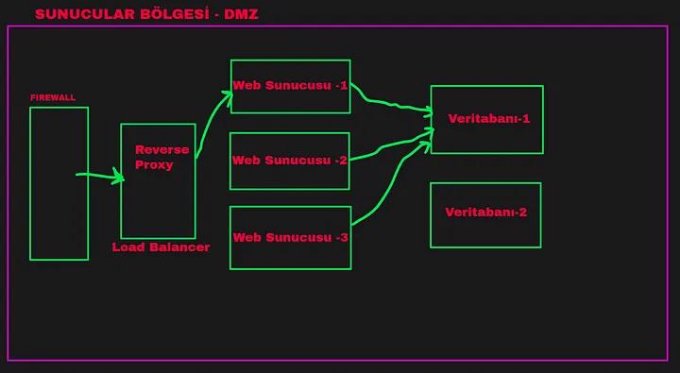 SUNUCULAR BÖLGESİ - DMZ
FIREWALL
Reverse
Proxy
Load Balancer
Web Sunucusu -1
Web Sunucusu -2
Web Sunucusu -3
Veritabanı-1
Veritabanı-2